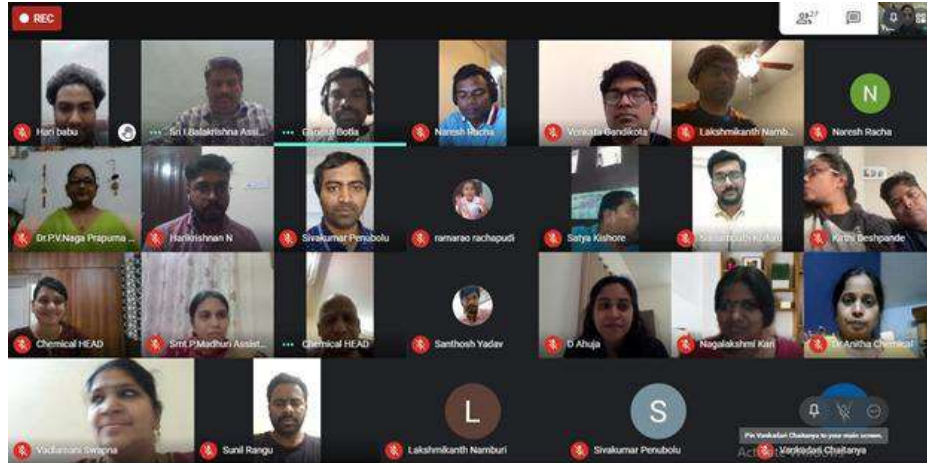 REC
27
Hari babu
Sri I.Balakrishna Assi...
Ganesh Botla
Naresh Racha
Venkata Gandikota
Lakshmikanth Namb...
N
Naresh Racha
Dr.P.V.Naga Prapurna ...
Harikrishnan N
Sivakumar Penubolu
ramarao rachapudi
Satya Kishore
Kirthi Deshpande
Chemical HEAD
Smt P.Madhuri Assist...
Chemical HEAD
Santhosh Yadav
D Ahuja
Nagalakshmi Kari
Dr Anitha Chemical
Vadlamani Swapna
Sunil Rangu
L
Lakshmikanth Namburi
S
Sivakumar Penubolu
Pin Venkadari Chaitanya to your main screen.
Venkadari Chaitanya